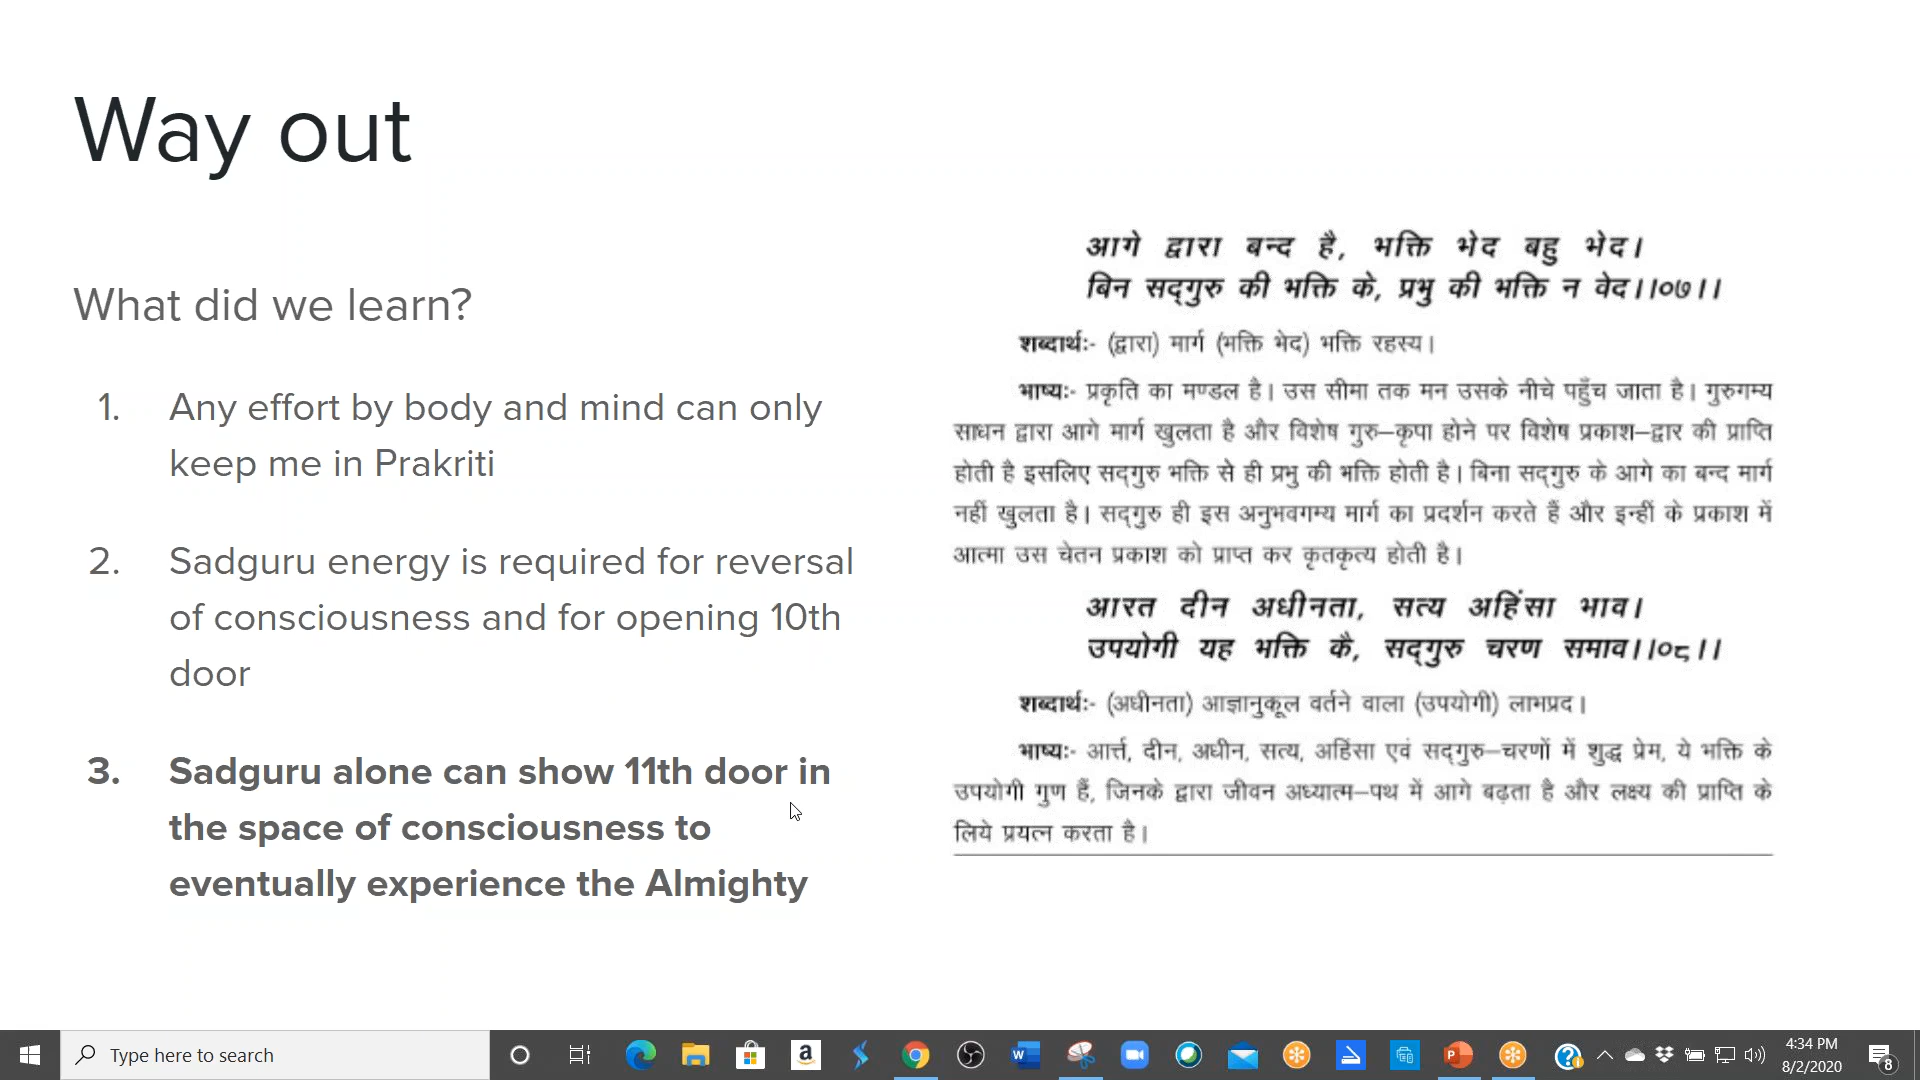 Way out
What did we learn?
1. Any effort by body and mind can only
keep me in Prakriti
2. Sadguru energy is required for reversal
of consciousness and for opening 10th
door
3. Sadguru alone can show 11th door in
the space of consciousness to
eventually experience the Almighty
आगे द्वारा बन्द है, भक्ति भेद बहु भेद।
बिन सद्गुरु की भक्ति के, प्रभु की भक्ति न वेद।।०७।।
शब्दार्थः- (द्वारा) मार्ग (भक्ति भेद) भक्ति रहस्य।
भाष्यः- प्रकृति का मण्डल है। उस सीमा तक मन उसके नीचे पहुँच जाता है। गुरुगम्य
साधन द्वारा आगे मार्ग खुलता है और विशेष गुरु–कृपा होने पर विशेष प्रकाश–द्वार की प्राप्ति
होती है इसलिए सद्गुरु भक्ति से ही प्रभु की भक्ति होती है। बिना सद्गुरु के आगे का बन्द मार्ग
नहीं खुलता है। सद्गुरु ही इस अनुभवगम्य मार्ग का प्रदर्शन करते हैं और इन्हीं के प्रकाश में
आत्मा उस चेतन प्रकाश को प्राप्त कर कृतकृत्य होती है।
आरत दीन अधीनता, सत्य अहिंसा भाव।
उपयोगी यह भक्ति कै, सद्गुरु चरण समाव।।०८।।
शब्दार्थः- (अधीनता) आज्ञानुकूल वर्तने वाला (उपयोगी) लाभप्रद।
भाष्यः- आर्त्त, दीन, अधीन, सत्य, अहिंसा एवं सद्गुरु–चरणों में शुद्ध प्रेम, ये भक्ति के
उपयोगी गुण हैं, जिनके द्वारा जीवन अध्यात्म–पथ में आगे बढ़ता है और लक्ष्य की प्राप्ति के
लिये प्रयत्न करता है।
Type here to search
4:34 PM
8/2/2020
8